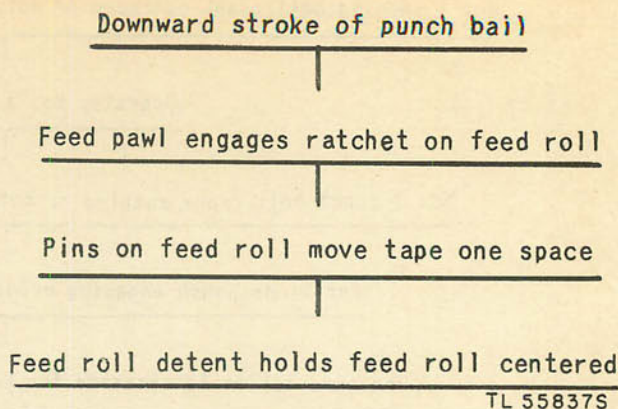 Downward stroke of punch bail
Feed pawl engages ratchet on feed roll
Pins on feed roll move tape one space
Feed roll detent holds feed roll centered
TL 55837S